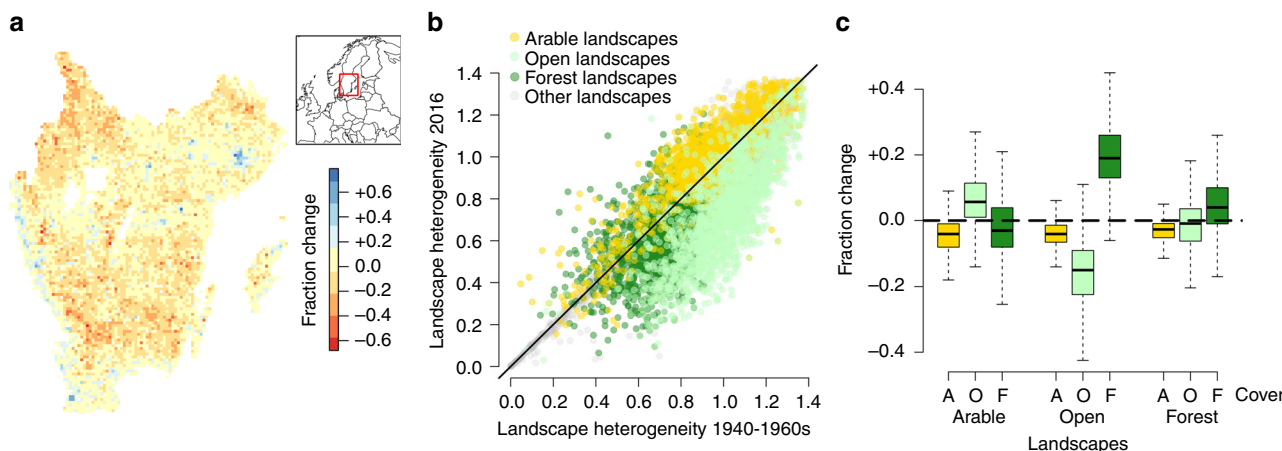 a
Fraction change
+0.6
+0.4
+0.2
0.0
−0.2
−0.4
−0.6
b
Arable landscapes
Open landscapes
Forest landscapes
Other landscapes
Landscape heterogeneity 2016
1.4
1.2
1.0
0.8
0.6
0.4
0.2
0.0
0.0 0.2 0.4 0.6 0.8 1.0 1.2 1.4
Landscape heterogeneity 1940-1960s
c
Fraction change
+0.4
+0.2
0.0
−0.2
−0.4
A O F A O F A O F Cover
Arable Open Forest
Landscapes